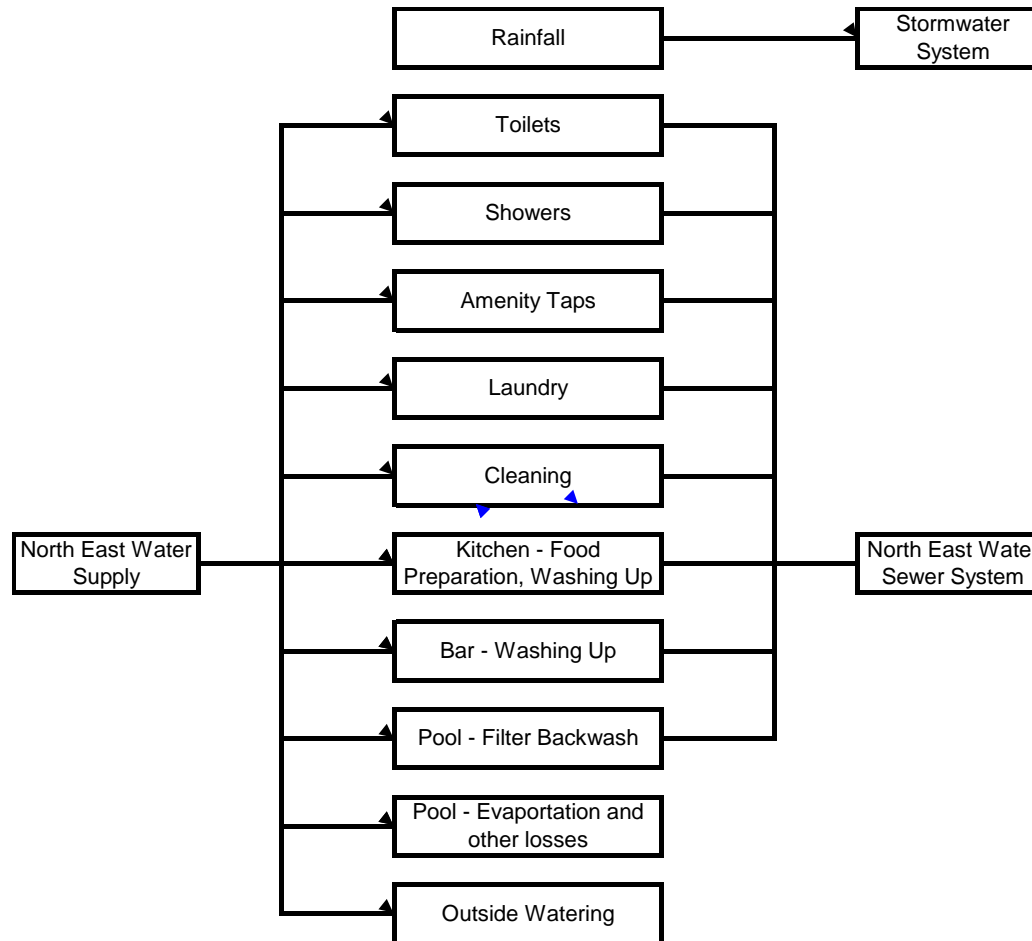 Rainfall
Stormwater
System
Toilets
Showers
Amenity Taps
Laundry
Cleaning
North East Water
Supply
Kitchen - Food
Preparation, Washing Up
North East Wate
Sewer System
Bar - Washing Up
Pool - Filter Backwash
Pool - Evaportation and
other losses
Outside Watering